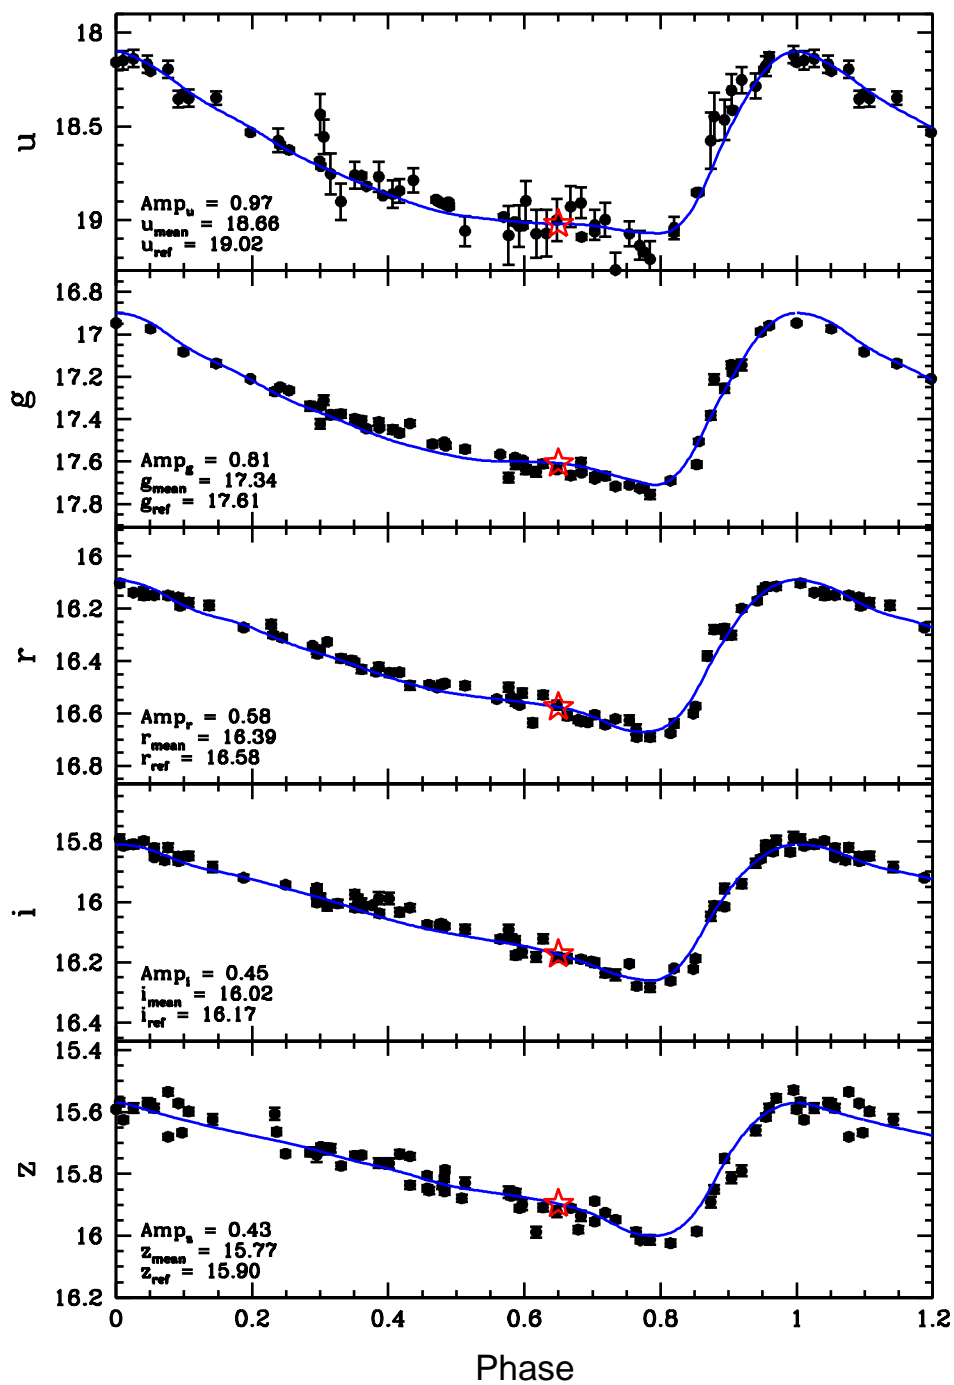 18
18.5
19
u
Amp_u = 0.97
u_mean = 18.66
u_ref = 19.02
16.8
17
17.2
17.4
17.6
17.8
g
Amp_g = 0.81
g_mean = 17.34
g_ref = 17.61
16
16.2
16.4
16.6
16.8
r
Amp_r = 0.58
r_mean = 16.39
r_ref = 16.58
15.8
16
16.2
16.4
i
Amp_i = 0.45
i_mean = 16.02
i_ref = 16.17
15.4
15.6
15.8
16
16.2
z
Amp_z = 0.43
z_mean = 15.77
z_ref = 15.90
0 0.2 0.4 0.6 0.8 1 1.2
Phase